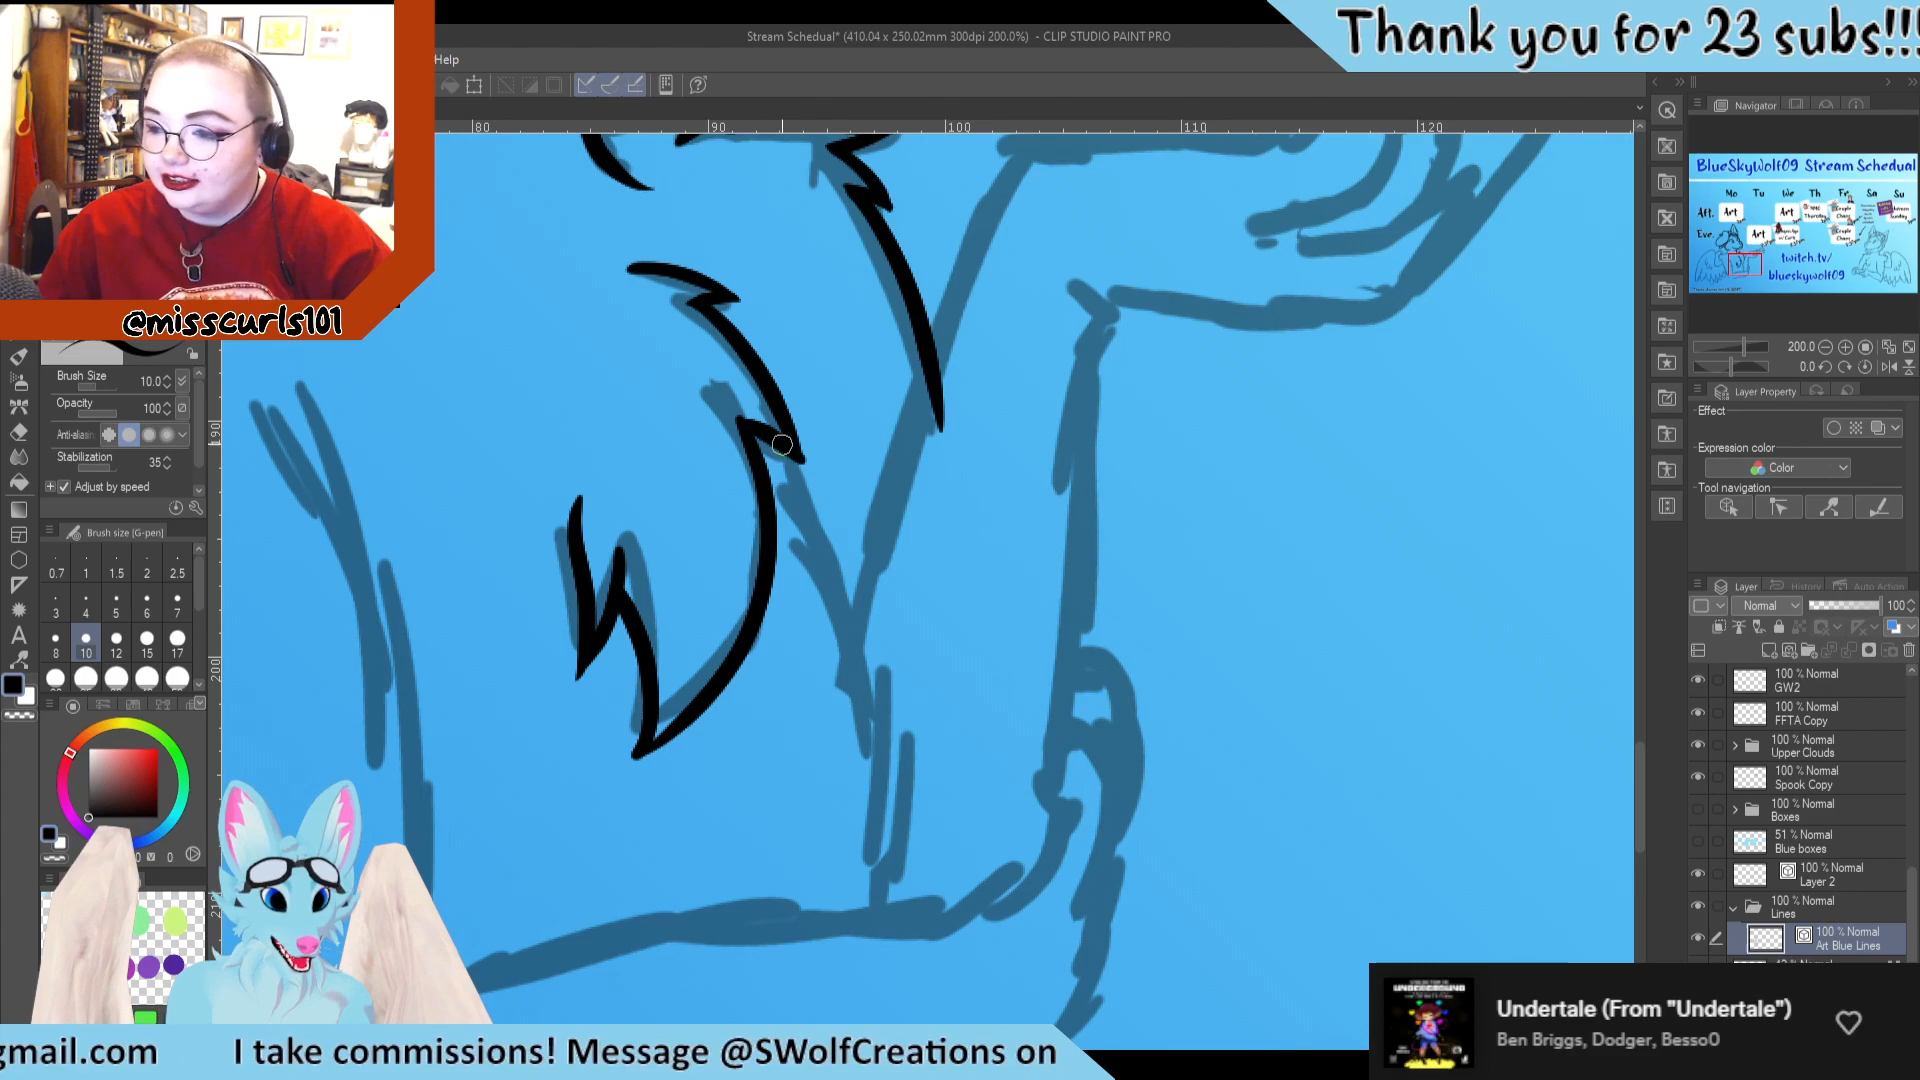 Thank you for 23 subs!!!
Stream Schedual* (410.04 x 250.02mm 300dpi 200.0%) - CLIP STUDIO PAINT PRO
Help
80 90 100 110 120
@misscurls101
Navigator
BlueSkyWolf09 Stream Schedual
Mo Tu We Th Fr Sa Su
Aft. Art Art
Eve. Art
twitch.tv/
blueskywolf09
200.0
0.0
Brush Size 10.0
Opacity 100
Anti-aliasin
Stabilization 35
Adjust by speed
Brush size [G-pen]
0.7 1 1.5 2 2.5
3 4 5 6 7
8 10 12 15 17
190
200
Layer Property
Effect
Expression color
Color
Tool navigation
Layer History Auto Action
Normal 100
100 % Normal
GW2
100 % Normal
FFTA Copy
100 % Normal
Upper Clouds
100 % Normal
Spook Copy
100 % Normal
Boxes
51 % Normal
Blue boxes
100 % Normal
Layer 2
100 % Normal
Lines
100 % Normal
Art Blue Lines
Undertale (From "Undertale")
Ben Briggs, Dodger, BessoO
gmail.com I take commissions! Message @SWolfCreations on